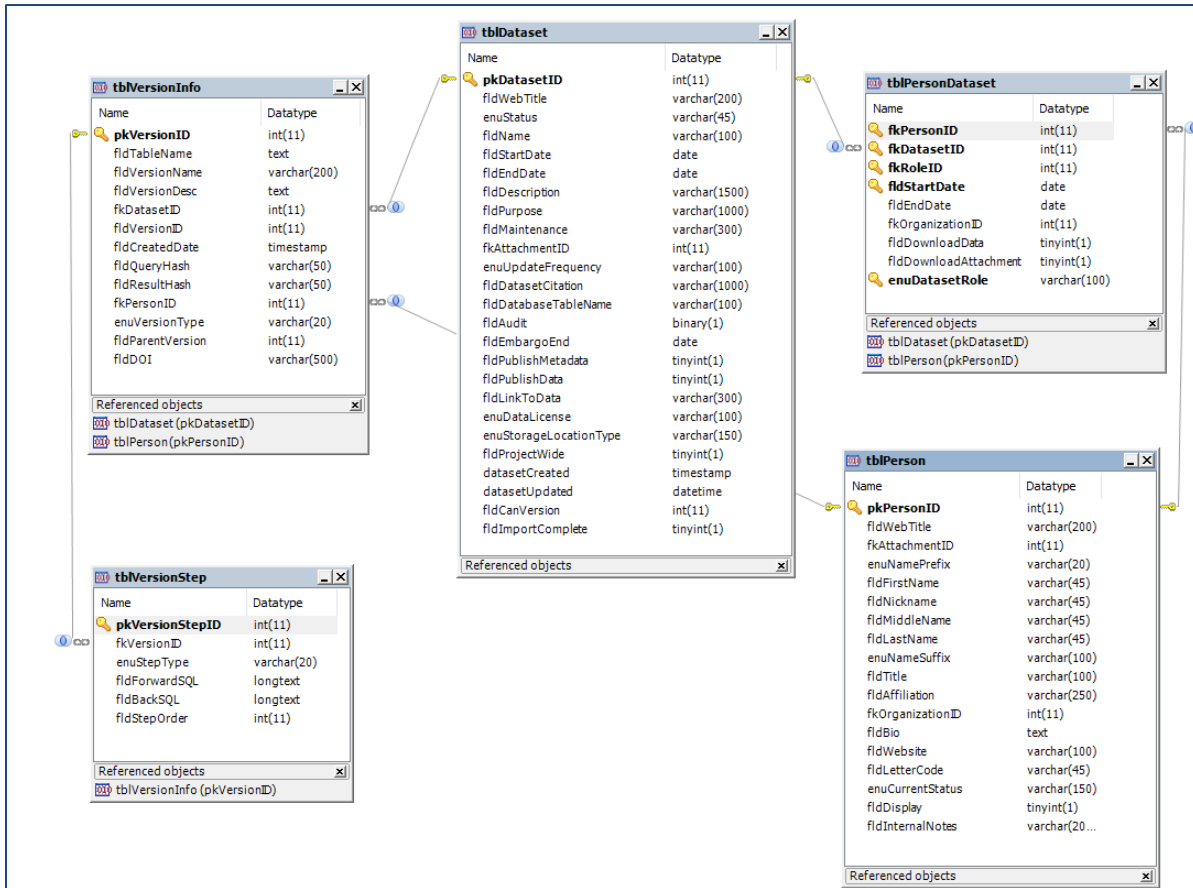 tblVersionInfo
Name Datatype
pkVersionID int(11)
fldTableName text
fldVersionName varchar(200)
fldVersionDesc text
fkDatasetID int(11)
fldVersionID int(11)
fldCreatedDate timestamp
fldQueryHash varchar(50)
fldResultHash varchar(50)
fkPersonID int(11)
enuVersionType varchar(20)
fldParentVersion int(11)
fldDOI varchar(500)
Referenced objects
tblDataset (pkDatasetID)
tblPerson (pkPersonID)
tblVersionStep
Name Datatype
pkVersionStepID int(11)
fkVersionID int(11)
enuStepType varchar(20)
fldForwardSQL longtext
fldBackSQL longtext
fldStepOrder int(11)
Referenced objects
tblVersionInfo (pkVersionID)
tblDataset
Name Datatype
pkDatasetID int(11)
fldWebTitle varchar(200)
enuStatus varchar(45)
fldName varchar(100)
fldStartDate date
fldEndDate date
fldDescription varchar(1500)
fldPurpose varchar(1000)
fldMaintenance varchar(300)
fkAttachmentID int(11)
enuUpdateFrequency varchar(100)
fldDatasetCitation varchar(1000)
fldDatabaseTableName varchar(100)
fldAudit binary(1)
fldEmbargoEnd date
fldPublishMetadata tinyint(1)
fldPublishData tinyint(1)
fldLinkToData varchar(300)
enuDataLicense varchar(100)
enuStorageLocationType varchar(150)
fldProjectWide tinyint(1)
datasetCreated timestamp
datasetUpdated datetime
fldCanVersion int(11)
fldImportComplete tinyint(1)
Referenced objects
tblPersonDataset
Name Datatype
fkPersonID int(11)
fkDatasetID int(11)
fkRoleID int(11)
fldStartDate date
fldEndDate date
fkOrganizationID int(11)
fldDownloadData tinyint(1)
fldDownloadAttachment tinyint(1)
enuDatasetRole varchar(100)
Referenced objects
tblDataset (pkDatasetID)
tblPerson (pkPersonID)
tblPerson
Name Datatype
pkPersonID int(11)
fldWebTitle varchar(200)
fkAttachmentID int(11)
enuNamePrefix varchar(20)
fldFirstName varchar(45)
fldNickname varchar(45)
fldMiddleName varchar(45)
fldLastName varchar(45)
enuNameSuffix varchar(100)
fldTitle varchar(100)
fldAffiliation varchar(250)
fkOrganizationID int(11)
fldBio text
fldWebsite varchar(100)
fldLetterCode varchar(45)
enuCurrentStatus varchar(150)
fldDisplay tinyint(1)
fldInternalNotes varchar(20...
Referenced objects